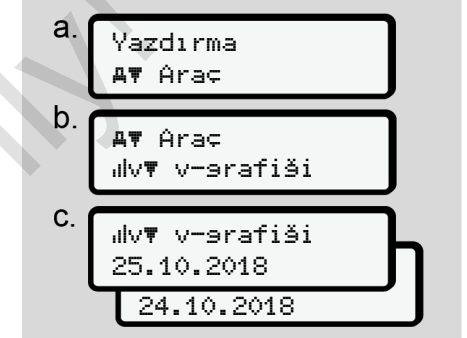 a.
Yazdırma
Araç
b.
Araç
v-grafiği
c.
v-grafiği
25.10.2018
24.10.2018